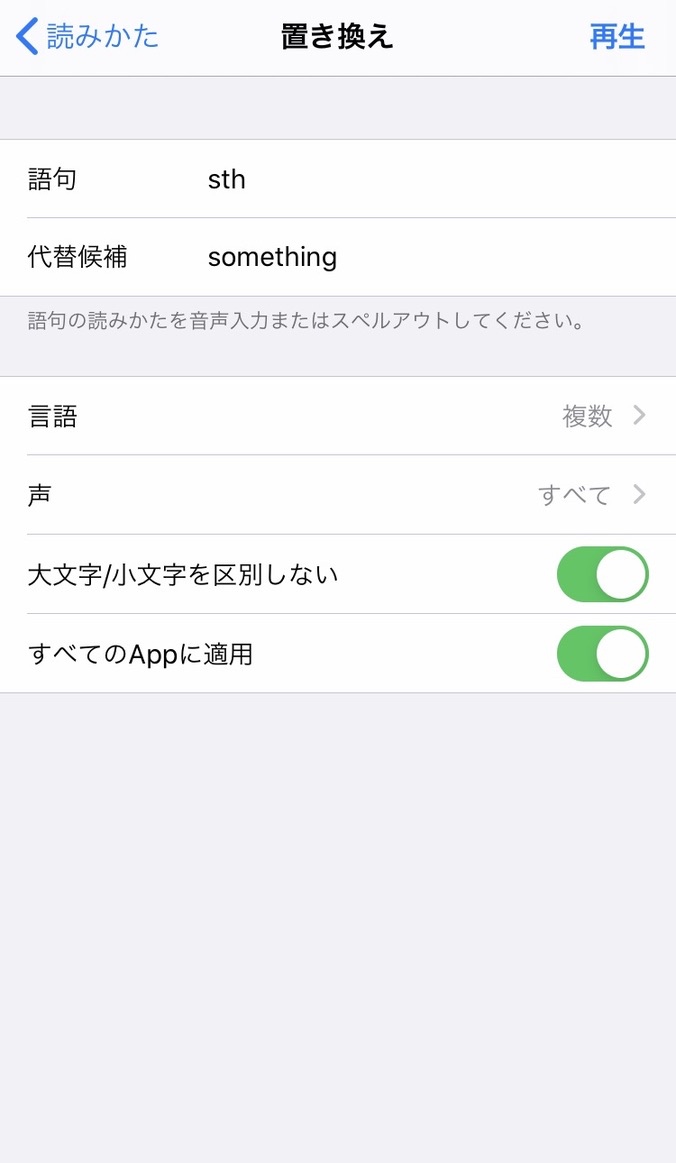 読みかた 置き換え 再生
語句 sth
代替候補 something
語句の読みかたを音声入力またはスペルアウトしてください。
言語 複数
声 すべて
大文字/小文字を区別しない
すべてのAppに適用